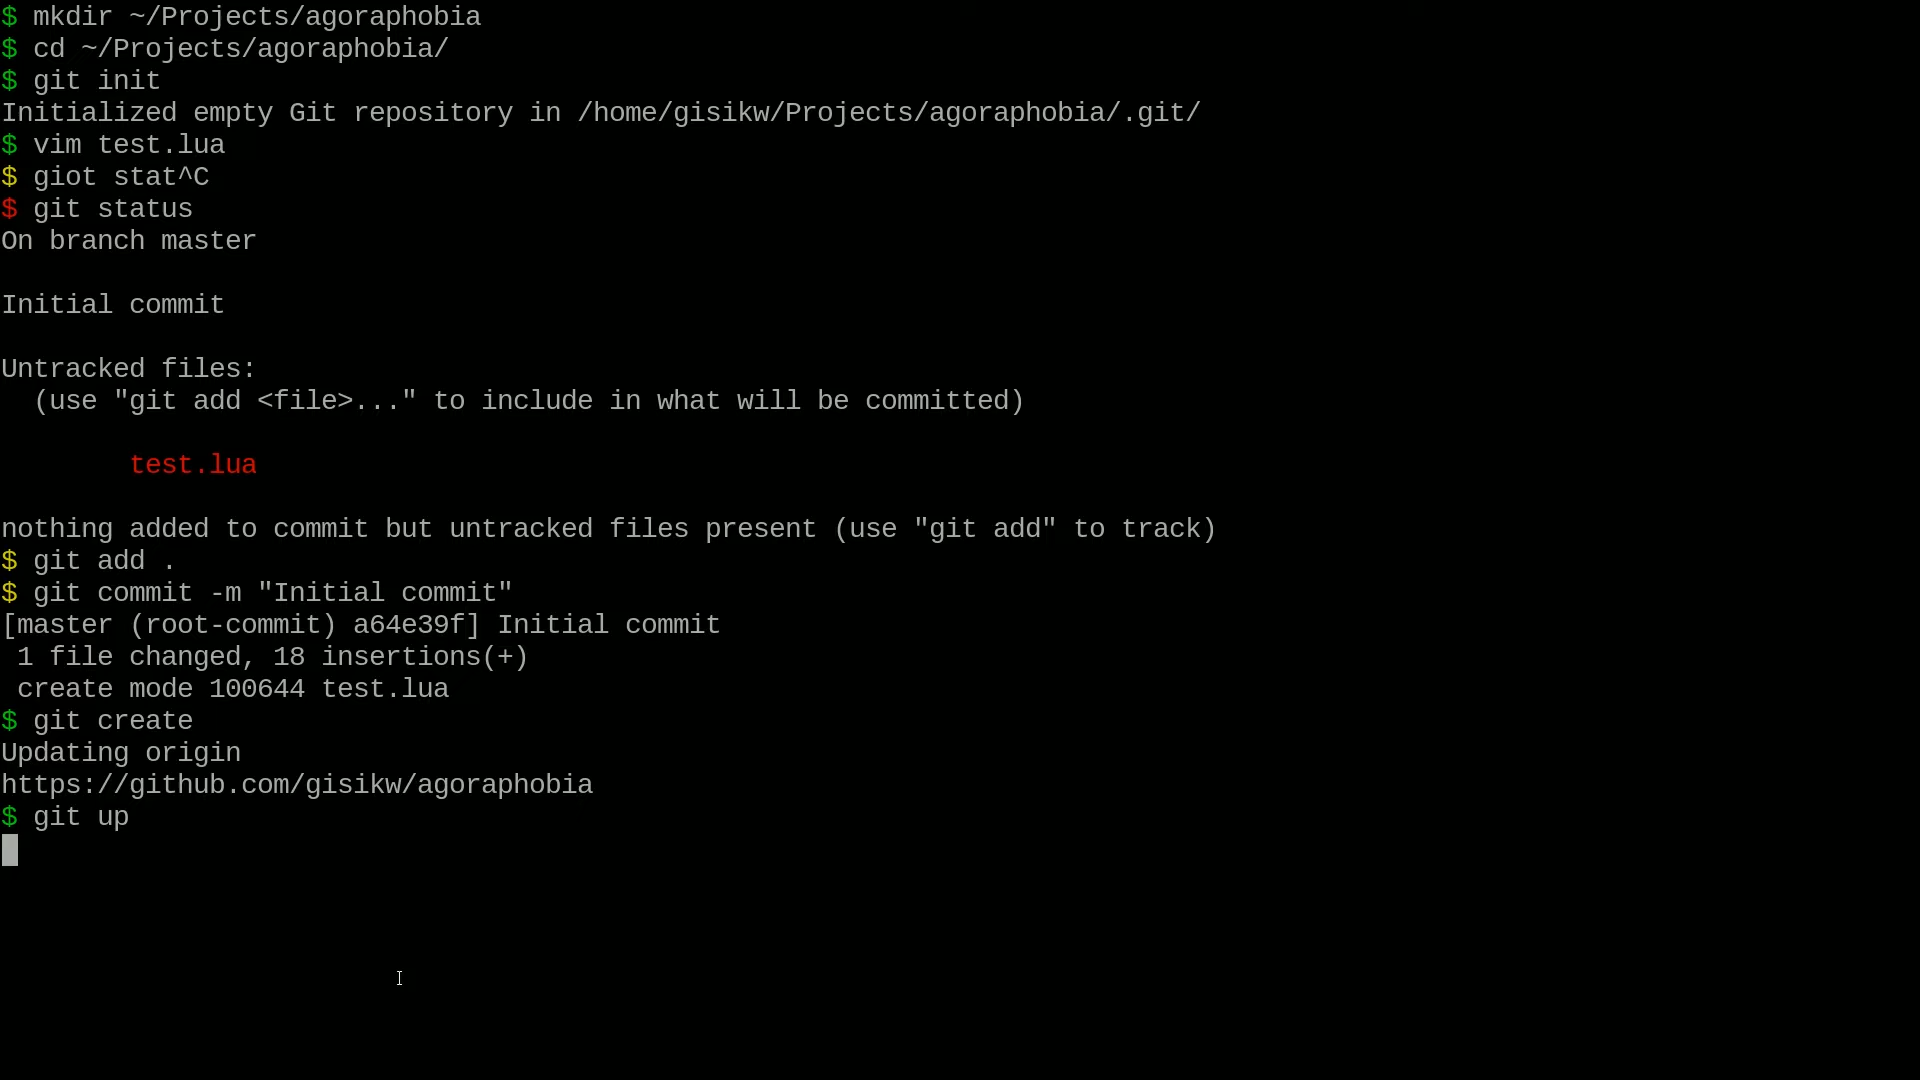 $ mkdir ~/Projects/agoraphobia
$ cd ~/Projects/agoraphobia/
$ git init
Initialized empty Git repository in /home/gisikw/Projects/agoraphobia/.git/
$ vim test.lua
$ giot stat^C
$ git status
On branch master
Initial commit
Untracked files:
  (use "git add <file>..." to include in what will be committed)
        test.lua
nothing added to commit but untracked files present (use "git add" to track)
$ git add .
$ git commit -m "Initial commit"
[master (root-commit) a64e39f] Initial commit
 1 file changed, 18 insertions(+)
 create mode 100644 test.lua
$ git create
Updating origin
https://github.com/gisikw/agoraphobia
$ git up